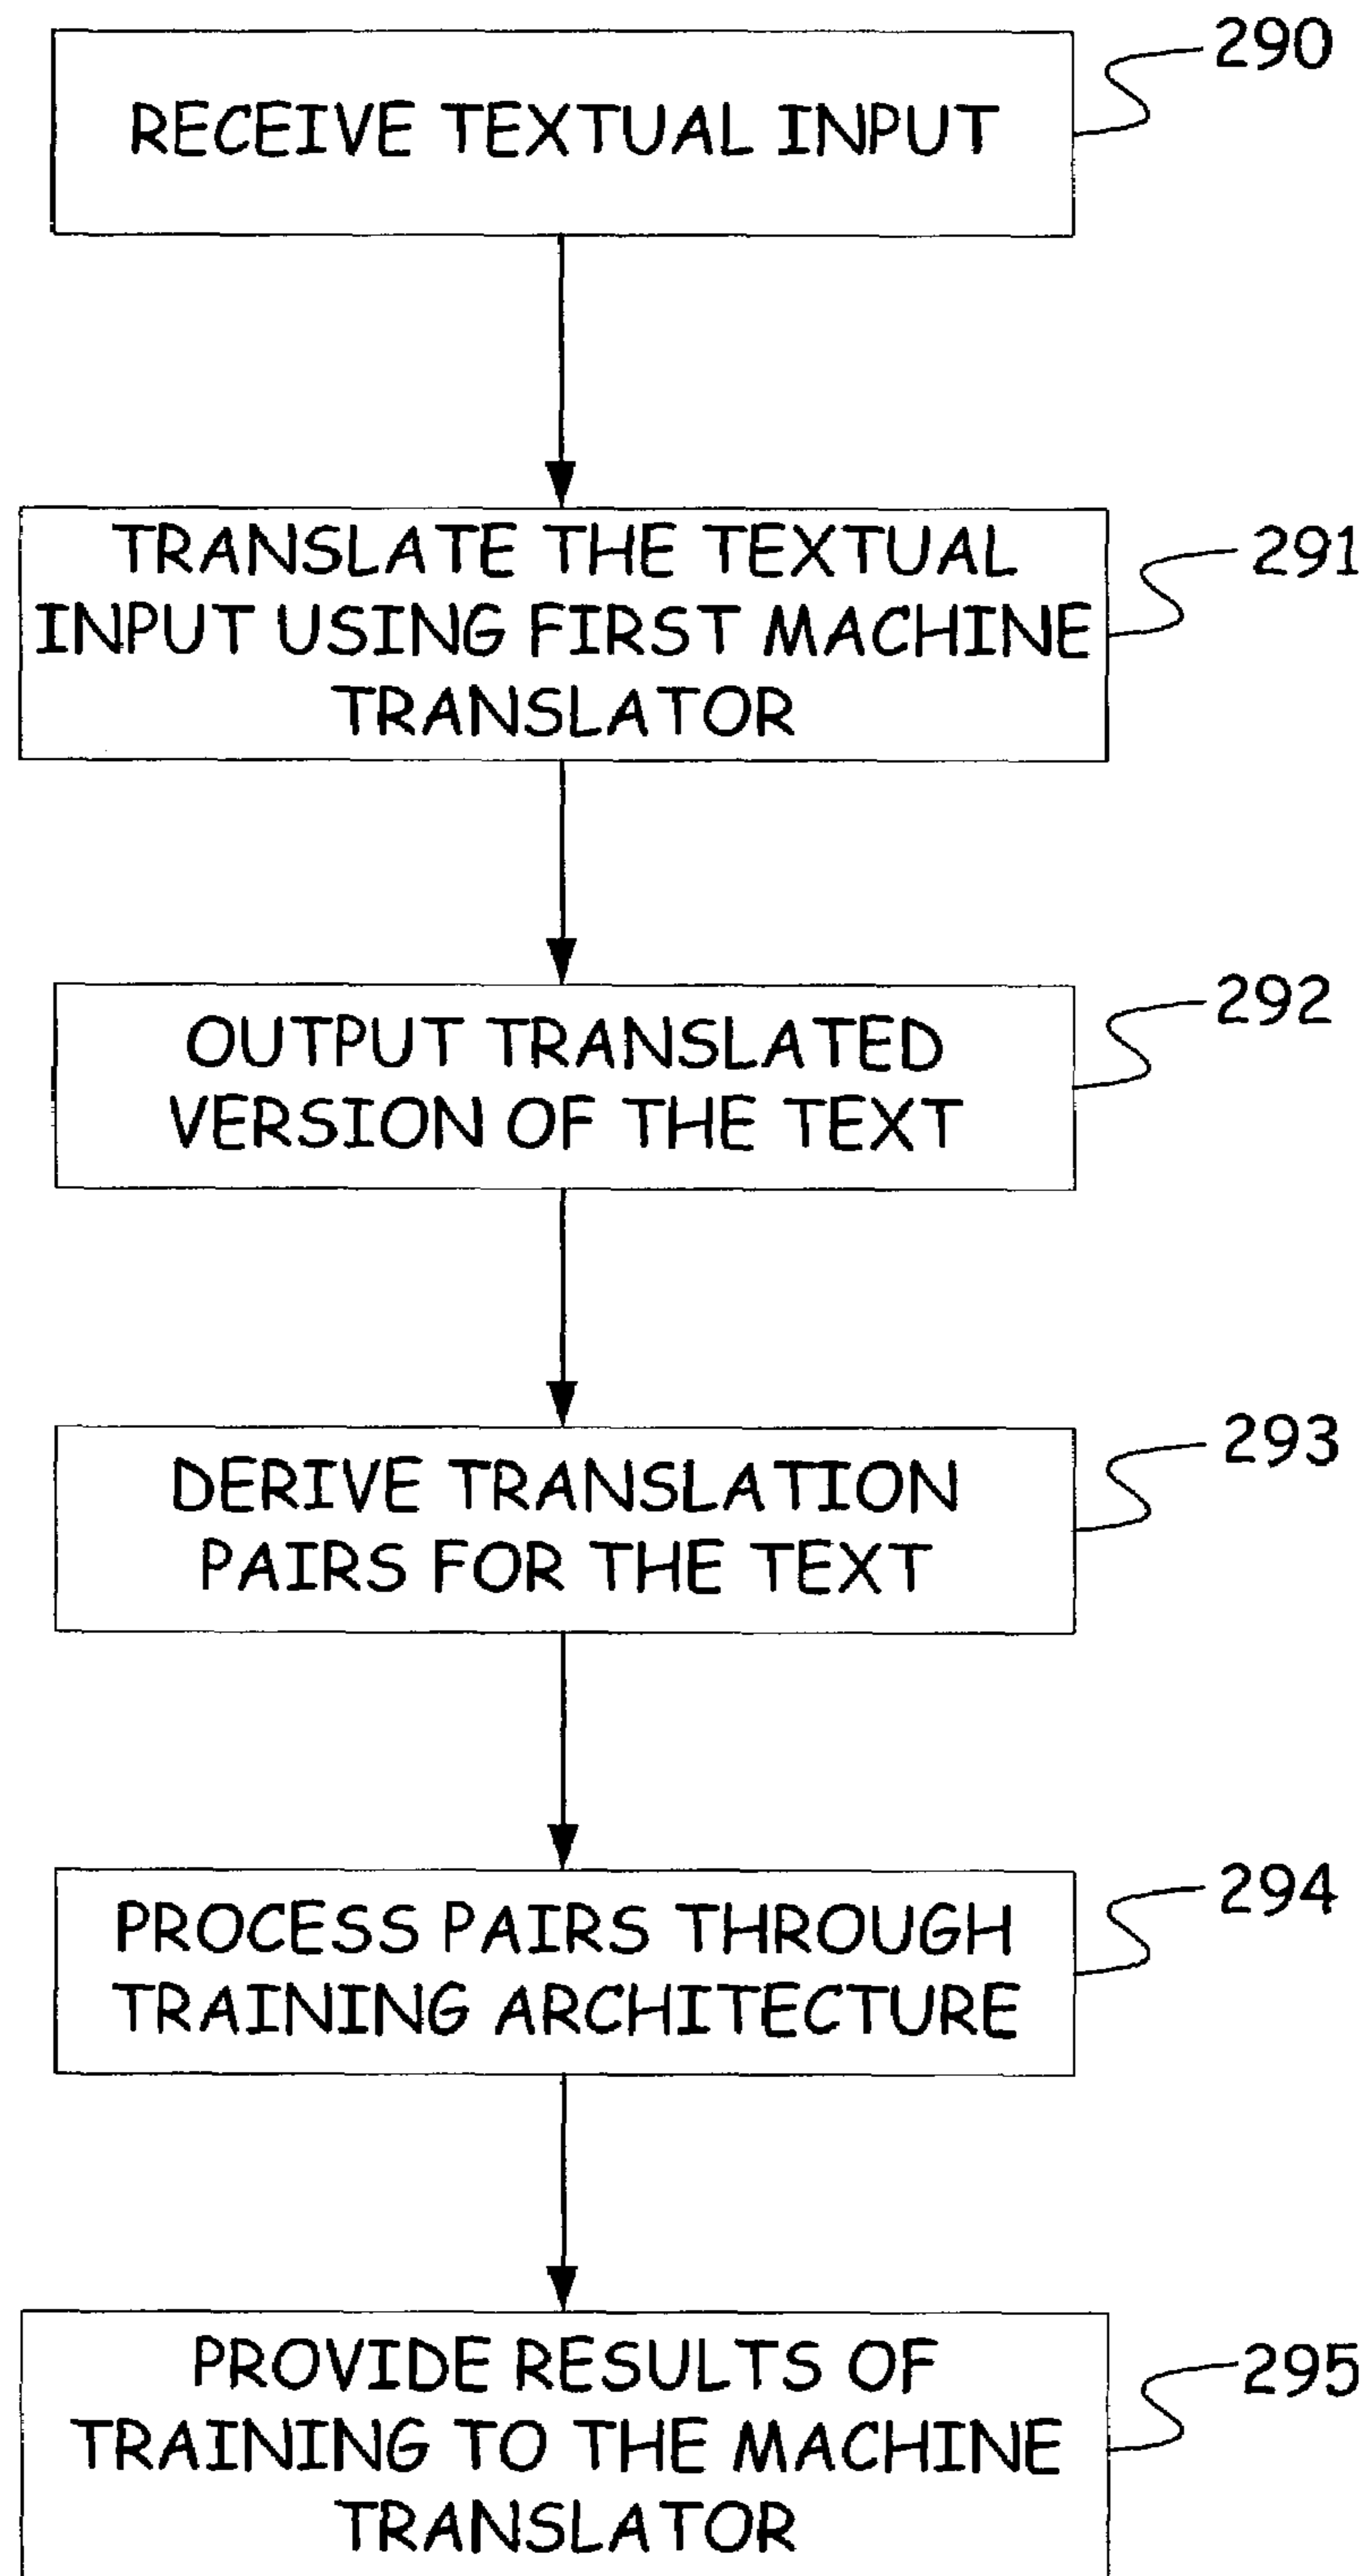 290
RECEIVE TEXTUAL INPUT
291
TRANSLATE THE TEXTUAL
INPUT USING FIRST MACHINE
TRANSLATOR
292
OUTPUT TRANSLATED
VERSION OF THE TEXT
293
DERIVE TRANSLATION
PAIRS FOR THE TEXT
294
PROCESS PAIRS THROUGH
TRAINING ARCHITECTURE
295
PROVIDE RESULTS OF
TRAINING TO THE MACHINE
TRANSLATOR